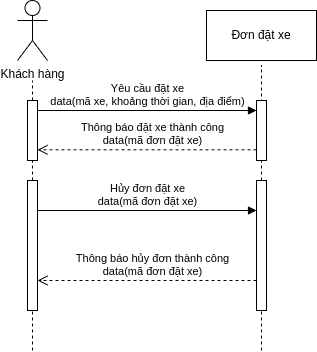 Đơn đặt xe
Khách hàng
Yêu cầu đặt xe
data(mã xe, khoảng thời gian, địa điểm)
Thông báo đặt xe thành công
data(mã đơn đặt xe)
Hủy đơn đặt xe
data(mã đơn đặt xe)
Thông báo hủy đơn thành công
data(mã đơn đặt xe)